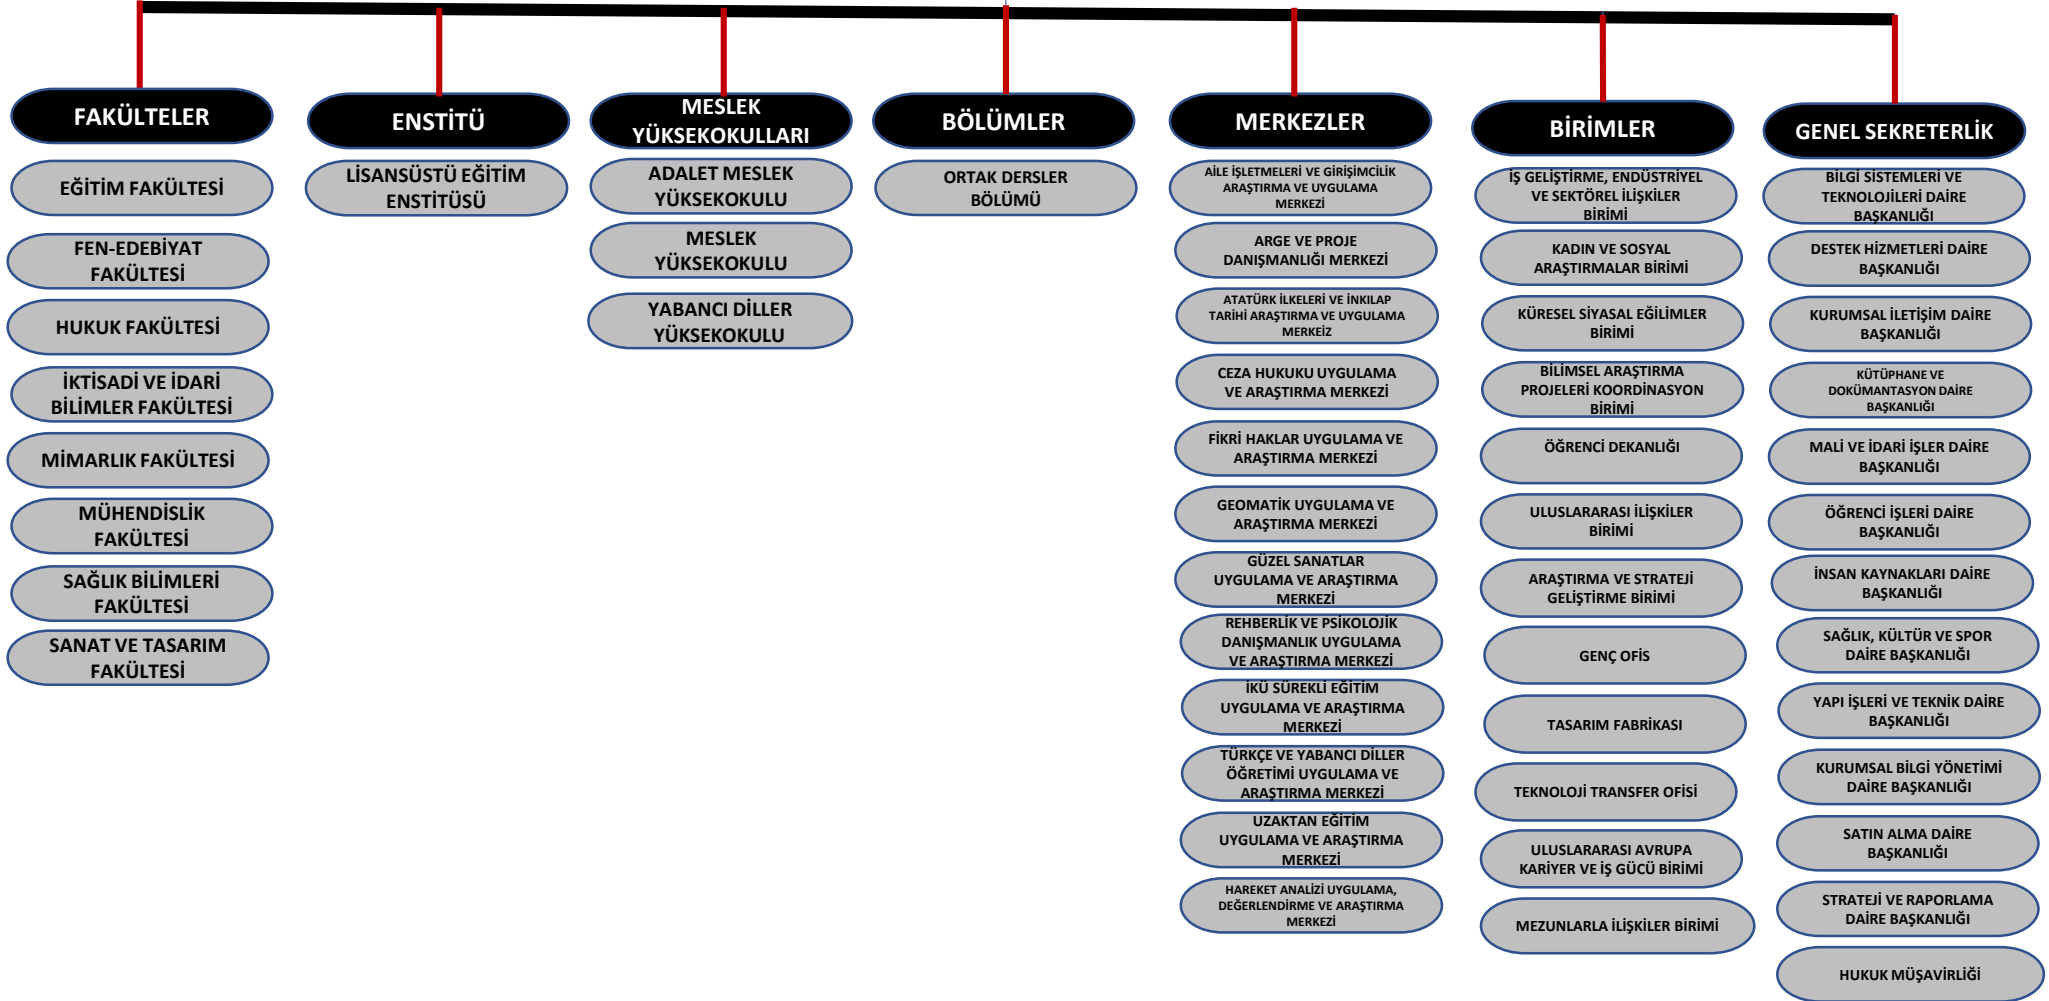 FAKÜLTELER
EĞİTİM FAKÜLTESİ
FEN-EDEBİYAT
FAKÜLTESİ
HUKUK FAKÜLTESİ
İKTİSADİ VE İDARİ
BİLİMLER FAKÜLTESİ
MİMARLIK FAKÜLTESİ
MÜHENDİSLİK
FAKÜLTESİ
SAĞLIK BİLİMLERİ
FAKÜLTESİ
SANAT VE TASARIM
FAKÜLTESİ
ENSTİTÜ
LİSANSÜSTÜ EĞİTİM
ENSTİTÜSÜ
MESLEK
YÜKSEKOKULLARI
ADALET MESLEK
YÜKSEKOKULU
MESLEK
YÜKSEKOKULU
YABANCI DİLLER
YÜKSEKOKULU
BÖLÜMLER
ORTAK DERSLER
BÖLÜMÜ
MERKEZLER
AİLE İŞLETMELERİ VE GİRİŞİMCİLİK
ARAŞTIRMA VE UYGULAMA
MERKEZİ
ARGE VE PROJE
DANIŞMANLIĞI MERKEZİ
ATATÜRK İLKELERİ VE İNKILAP
TARİHİ ARAŞTIRMA VE UYGULAMA
MERKEİZ
CEZA HUKUKU UYGULAMA
VE ARAŞTIRMA MERKEZİ
FİKRİ HAKLAR UYGULAMA VE
ARAŞTIRMA MERKEZİ
GEOMATİK UYGULAMA VE
ARAŞTIRMA MERKEZİ
GÜZEL SANATLAR
UYGULAMA VE ARAŞTIRMA
MERKEZİ
REHBERLİK VE PSİKOLOJİK
DANIŞMANLIK UYGULAMA
VE ARAŞTIRMA MERKEZİ
İKÜ SÜREKLİ EĞİTİM
UYGULAMA VE ARAŞTIRMA
MERKEZİ
TÜRKÇE VE YABANCI DİLLER
ÖĞRETİMİ UYGULAMA VE
ARAŞTIRMA MERKEZİ
UZAKTAN EĞİTİM
UYGULAMA VE ARAŞTIRMA
MERKEZİ
HAREKET ANALİZİ UYGULAMA,
DEĞERLENDİRME VE ARAŞTIRMA
MERKEZİ
BİRİMLER
İŞ GELİŞTİRME, ENDÜSTRİYEL
VE SEKTÖREL İLİŞKİLER
BİRİMİ
KADIN VE SOSYAL
ARAŞTIRMALAR BİRİMİ
KÜRESEL SİYASAL EĞİLİMLER
BİRİMİ
BİLİMSEL ARAŞTIRMA
PROJELERİ KOORDİNASYON
BİRİMİ
ÖĞRENCİ DEKANLIĞI
ULUSLARARASI İLİŞKİLER
BİRİMİ
ARAŞTIRMA VE STRATEJİ
GELİŞTİRME BİRİMİ
GENÇ OFİS
TASARIM FABRİKASI
TEKNOLOJİ TRANSFER OFİSİ
ULUSLARARASI AVRUPA
KARİYER VE İŞ GÜCÜ BİRİMİ
MEZUNLARLA İLİŞKİLER BİRİMİ
GENEL SEKRETERLİK
BİLGİ SİSTEMLERİ VE
TEKNOLOJİLERİ DAİRE
BAŞKANLIĞI
DESTEK HİZMETLERİ DAİRE
BAŞKANLIĞI
KURUMSAL İLETİŞİM DAİRE
BAŞKANLIĞI
KÜTÜPHANE VE
DOKÜMANTASYON DAİRE
BAŞKANLIĞI
MALİ VE İDARİ İŞLER DAİRE
BAŞKANLIĞI
ÖĞRENCİ İŞLERİ DAİRE
BAŞKANLIĞI
İNSAN KAYNAKLARI DAİRE
BAŞKANLIĞI
SAĞLIK, KÜLTÜR VE SPOR
DAİRE BAŞKANLIĞI
YAPI İŞLERİ VE TEKNİK DAİRE
BAŞKANLIĞI
KURUMSAL BİLGİ YÖNETİMİ
DAİRE BAŞKANLIĞI
SATIN ALMA DAİRE
BAŞKANLIĞI
STRATEJİ VE RAPORLAMA
DAİRE BAŞKANLIĞI
HUKUK MÜŞAVİRLİĞİ